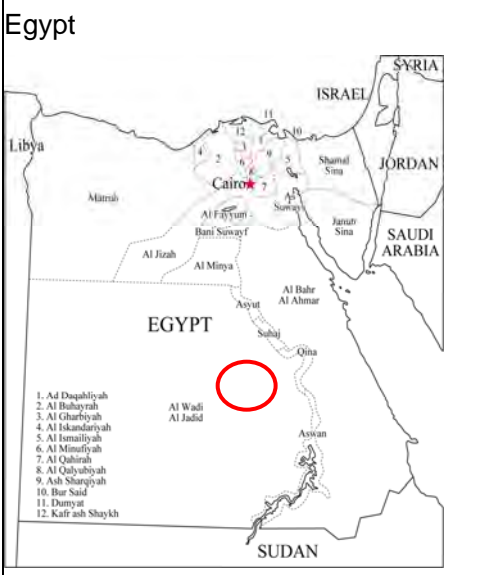 Egypt
SYRIA
ISRAEL
11
12
10
1
4
3
Libya
2
6
9
5
Shamal
Sina
JORDAN
8
Cairo
7
Matruh
As
Suways
Al Fayyum
Janub
Sina
SAUDI
ARABIA
Bani Suwayf
Al Jizah
Al Minya
Al Bahr
Al Ahmar
Asyut
EGYPT
Suhaj
Qina
Al Wadi
Al Jadid
Aswan
1. Ad Daqahliyah
2. Al Buhayrah
3. Al Gharbiyah
4. Al Iskandariyah
5. Al Ismailiyah
6. Al Minufiyah
7. Al Qahirah
8. Al Qalyubiyah
9. Ash Sharqiyah
10. Bur Said
11. Dumyat
12. Kafr ash Shaykh
SUDAN